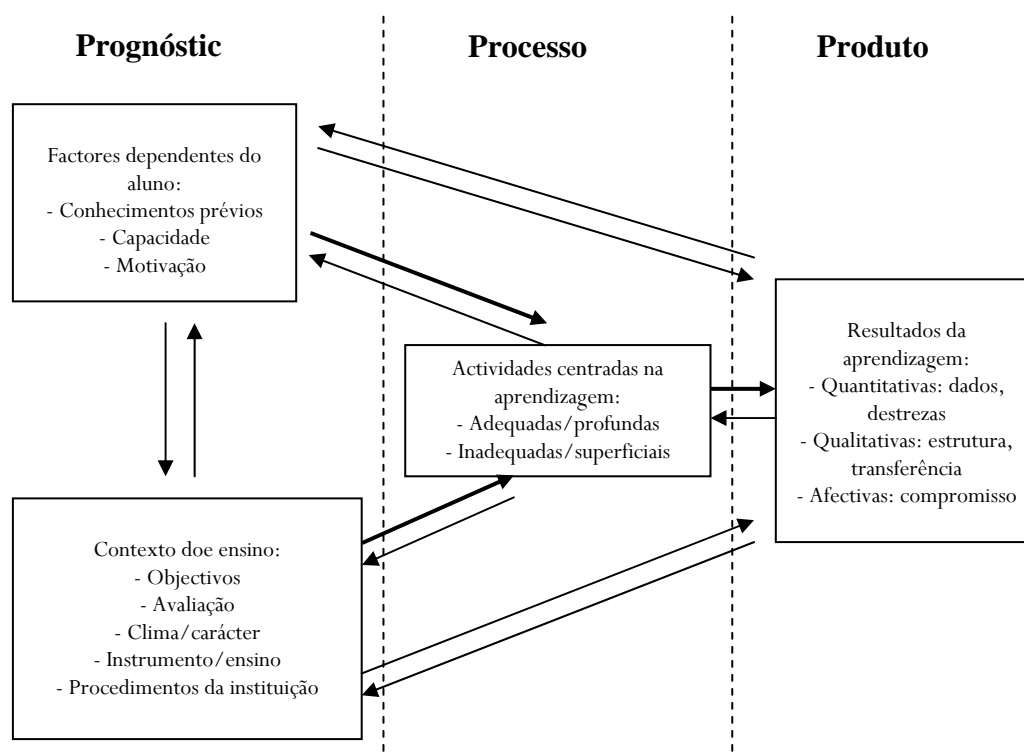 Prognóstic
Processo
Produto
Factores dependentes do
aluno:
- Conhecimentos prévios
- Capacidade
- Motivação
Actividades centradas na
aprendizagem:
- Adequadas/profundas
- Inadequadas/superficiais
Resultados da
aprendizagem:
- Quantitativas: dados,
destrezas
- Qualitativas: estrutura,
transferência
- Afectivas: compromisso
Contexto doe ensino:
- Objectivos
- Avaliação
- Clima/carácter
- Instrumento/ensino
- Procedimentos da instituição